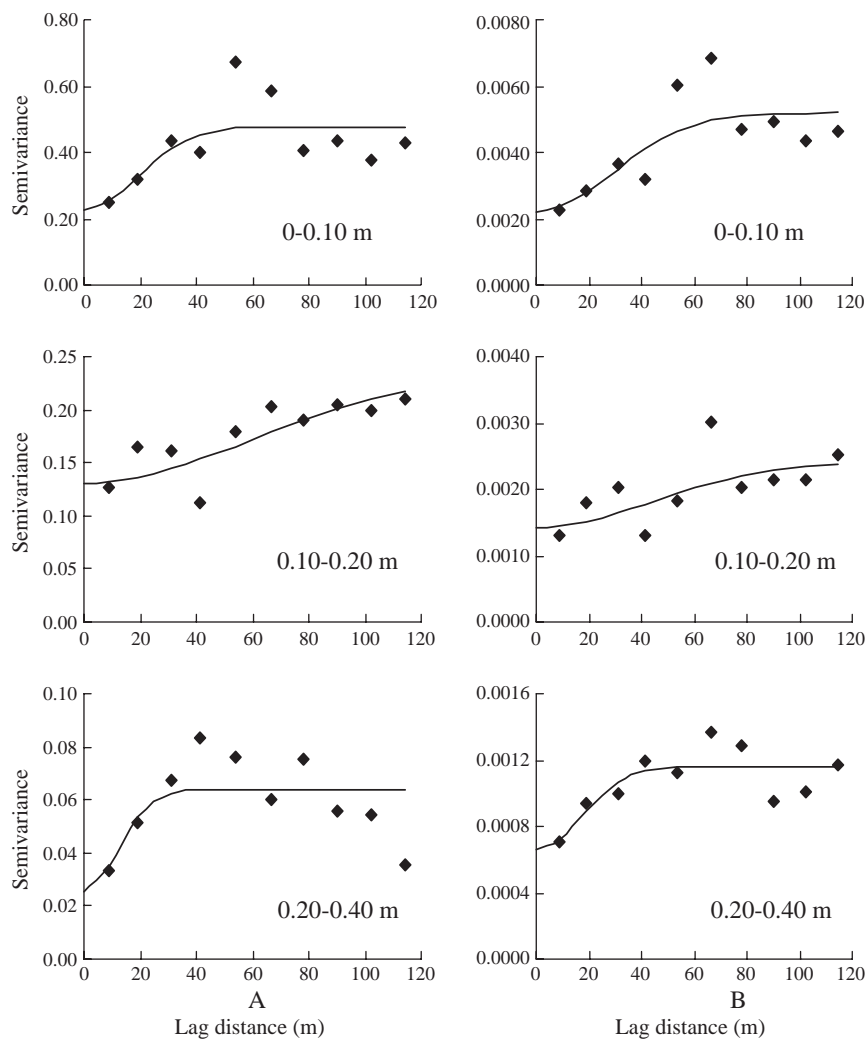 0.80
0.60
0.40
0.20
0.00
Semivariance
0-0.10 m
0 20 40 60 80 100 120
0.0080
0.0060
0.0040
0.0020
0.0000
0-0.10 m
0 20 40 60 80 100 120
0.25
0.20
0.15
0.10
0.05
0.00
Semivariance
0.10-0.20 m
0 20 40 60 80 100 120
0.0040
0.0030
0.0020
0.0010
0.0000
0.10-0.20 m
0 20 40 60 80 100 120
0.10
0.08
0.06
0.04
0.02
0.00
Semivariance
0.20-0.40 m
0 20 40 60 80 100 120
A
Lag distance (m)
0.0016
0.0012
0.0008
0.0004
0.0000
0.20-0.40 m
0 20 40 60 80 100 120
B
Lag distance (m)